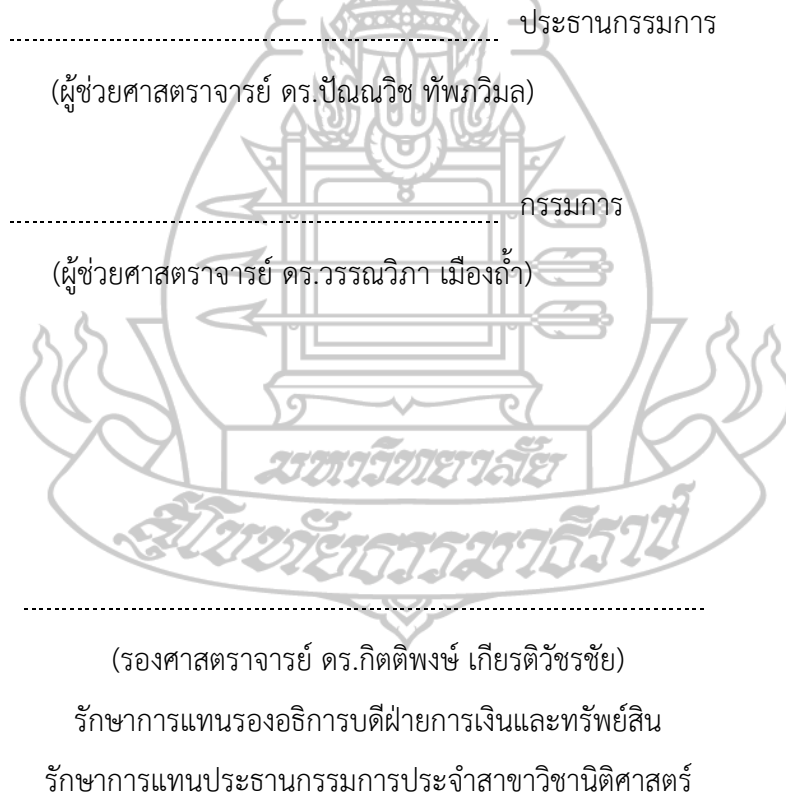 ประธานกรรมการ
(ผู้ช่วยศาสตราจารย์ ดร.ปัณณวิช ทัพภวิมล)
กรรมการ
(ผู้ช่วยศาสตราจารย์ ดร.วรรณวิภา เมืองถ้ำ)
มหาวิทยาลัย
สุโขทัยธรรมาธิราช
(รองศาสตราจารย์ ดร.กิตติพงษ์ เกียรติวัชรชัย)
รักษาการแทนรองอธิการบดีฝ่ายการเงินและทรัพย์สิน
รักษาการแทนประธานกรรมการประจำสาขาวิชานิติศาสตร์